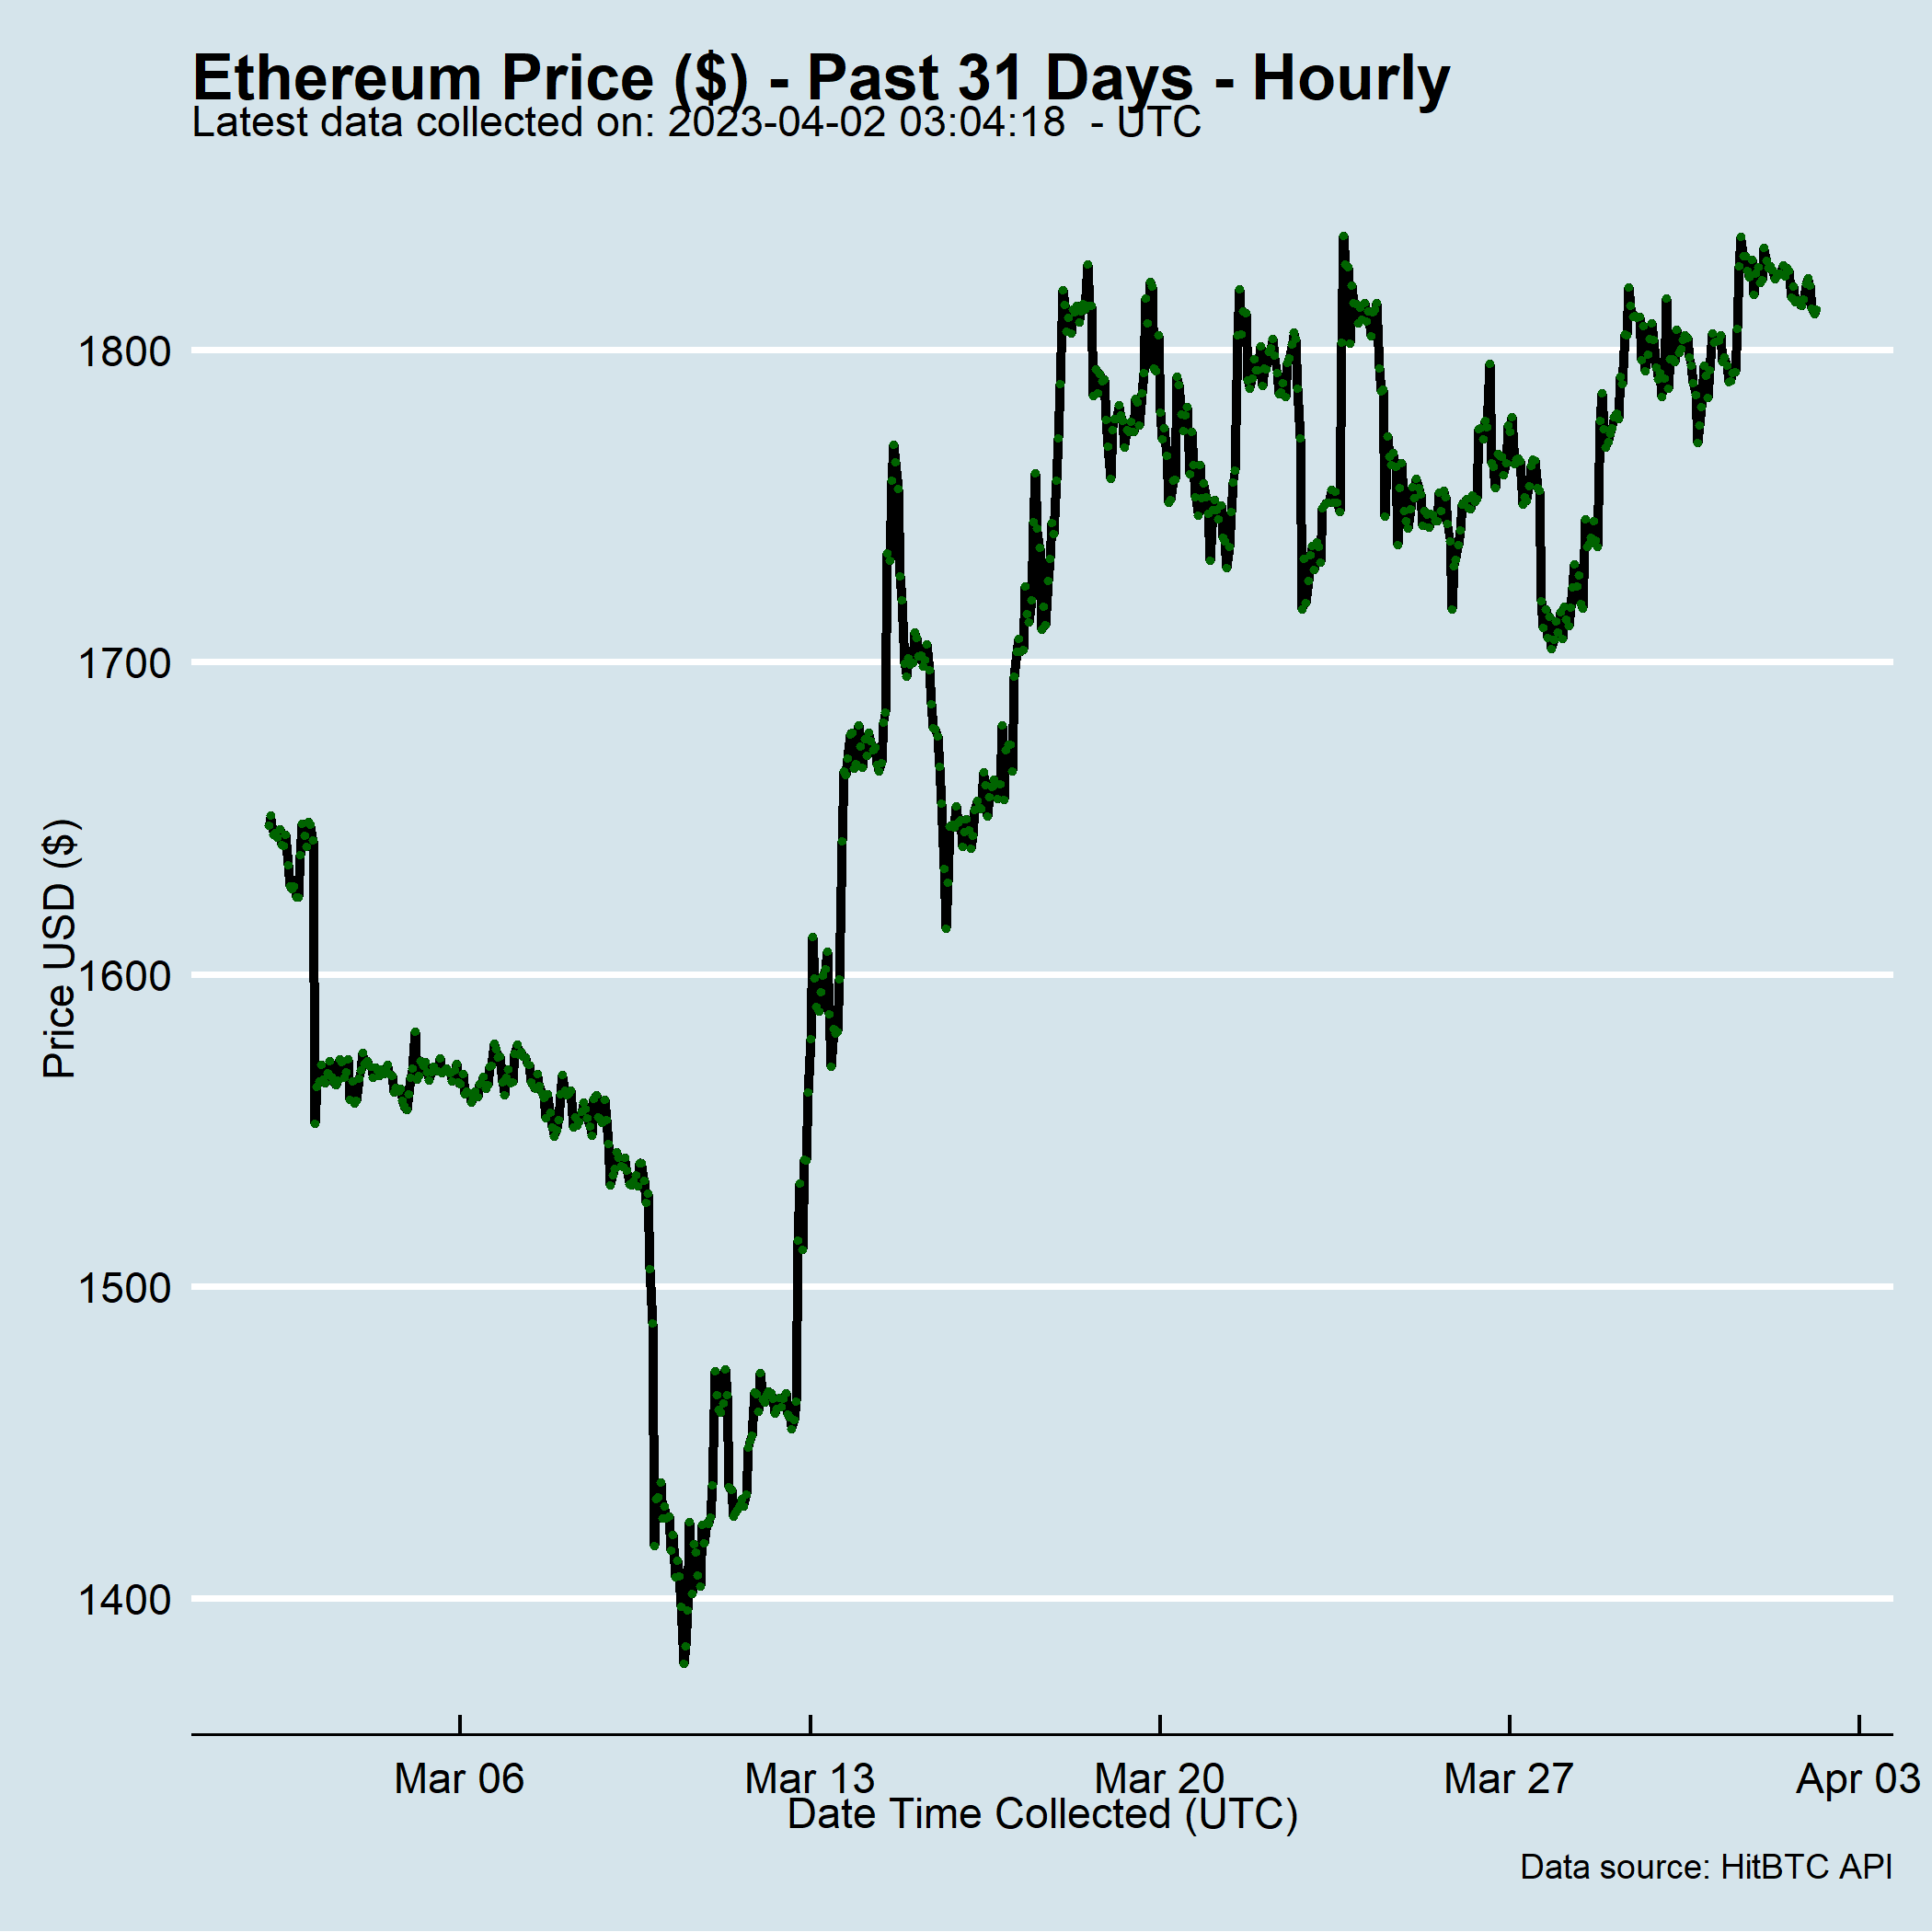 Ethereum Price ($) - Past 31 Days - Hourly
Latest data collected on: 2023-04-02 03:04:18  - UTC
Price USD ($)
1800
1700
1600
1500
1400
Mar 06
Mar 13
Mar 20
Mar 27
Apr 03
Date Time Collected (UTC)
Data source: HitBTC API